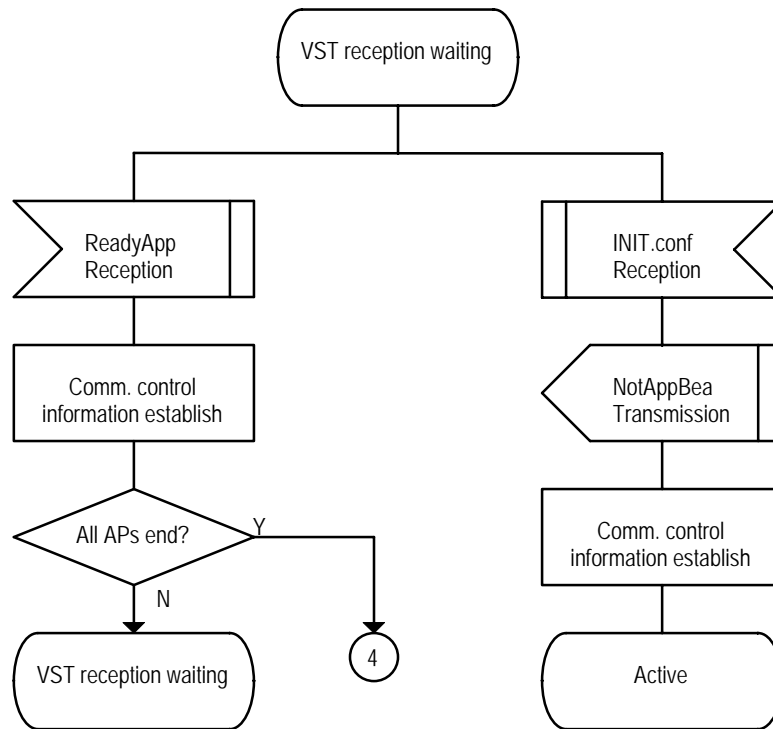 VST reception waiting
ReadyApp
Reception
INIT.conf
Reception
Comm. control
information establish
NotAppBea
Transmission
All APs end?
Y
N
Comm. control
information establish
VST reception waiting
4
Active